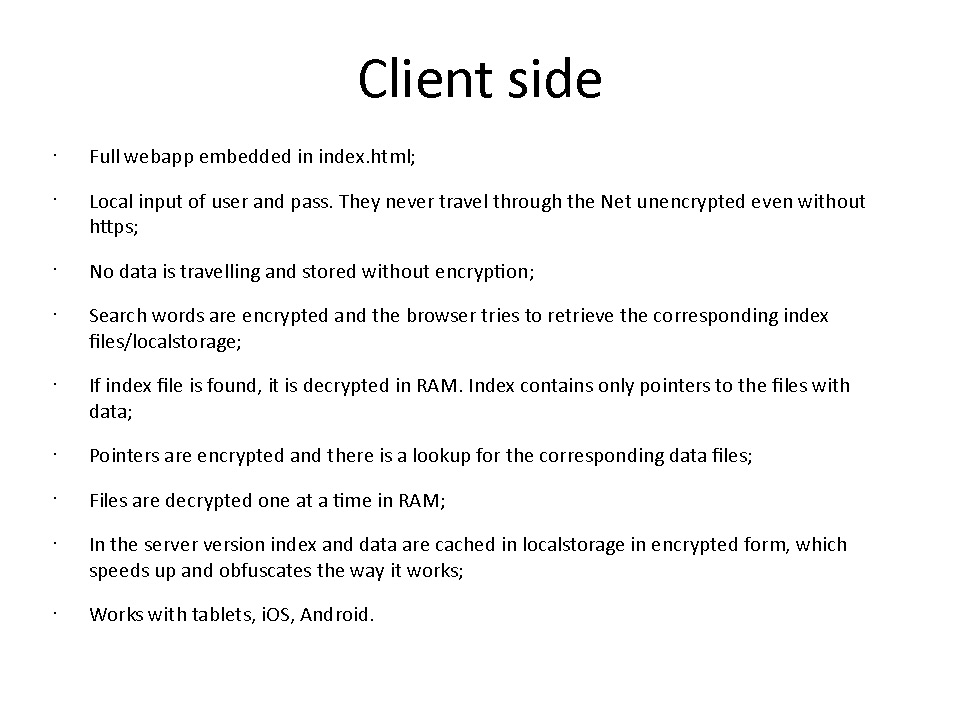 Client side
· Full webapp embedded in index.html;
· Local input of user and pass. They never travel through the Net unencrypted even without
https;
· No data is travelling and stored without encryption;
· Search words are encrypted and the browser tries to retrieve the corresponding index
files/localstorage;
· If index file is found, it is decrypted in RAM. Index contains only pointers to the files with
data;
· Pointers are encrypted and there is a lookup for the corresponding data files;
· Files are decrypted one at a time in RAM;
· In the server version index and data are cached in localstorage in encrypted form, which
speeds up and obfuscates the way it works;
· Works with tablets, iOS, Android.